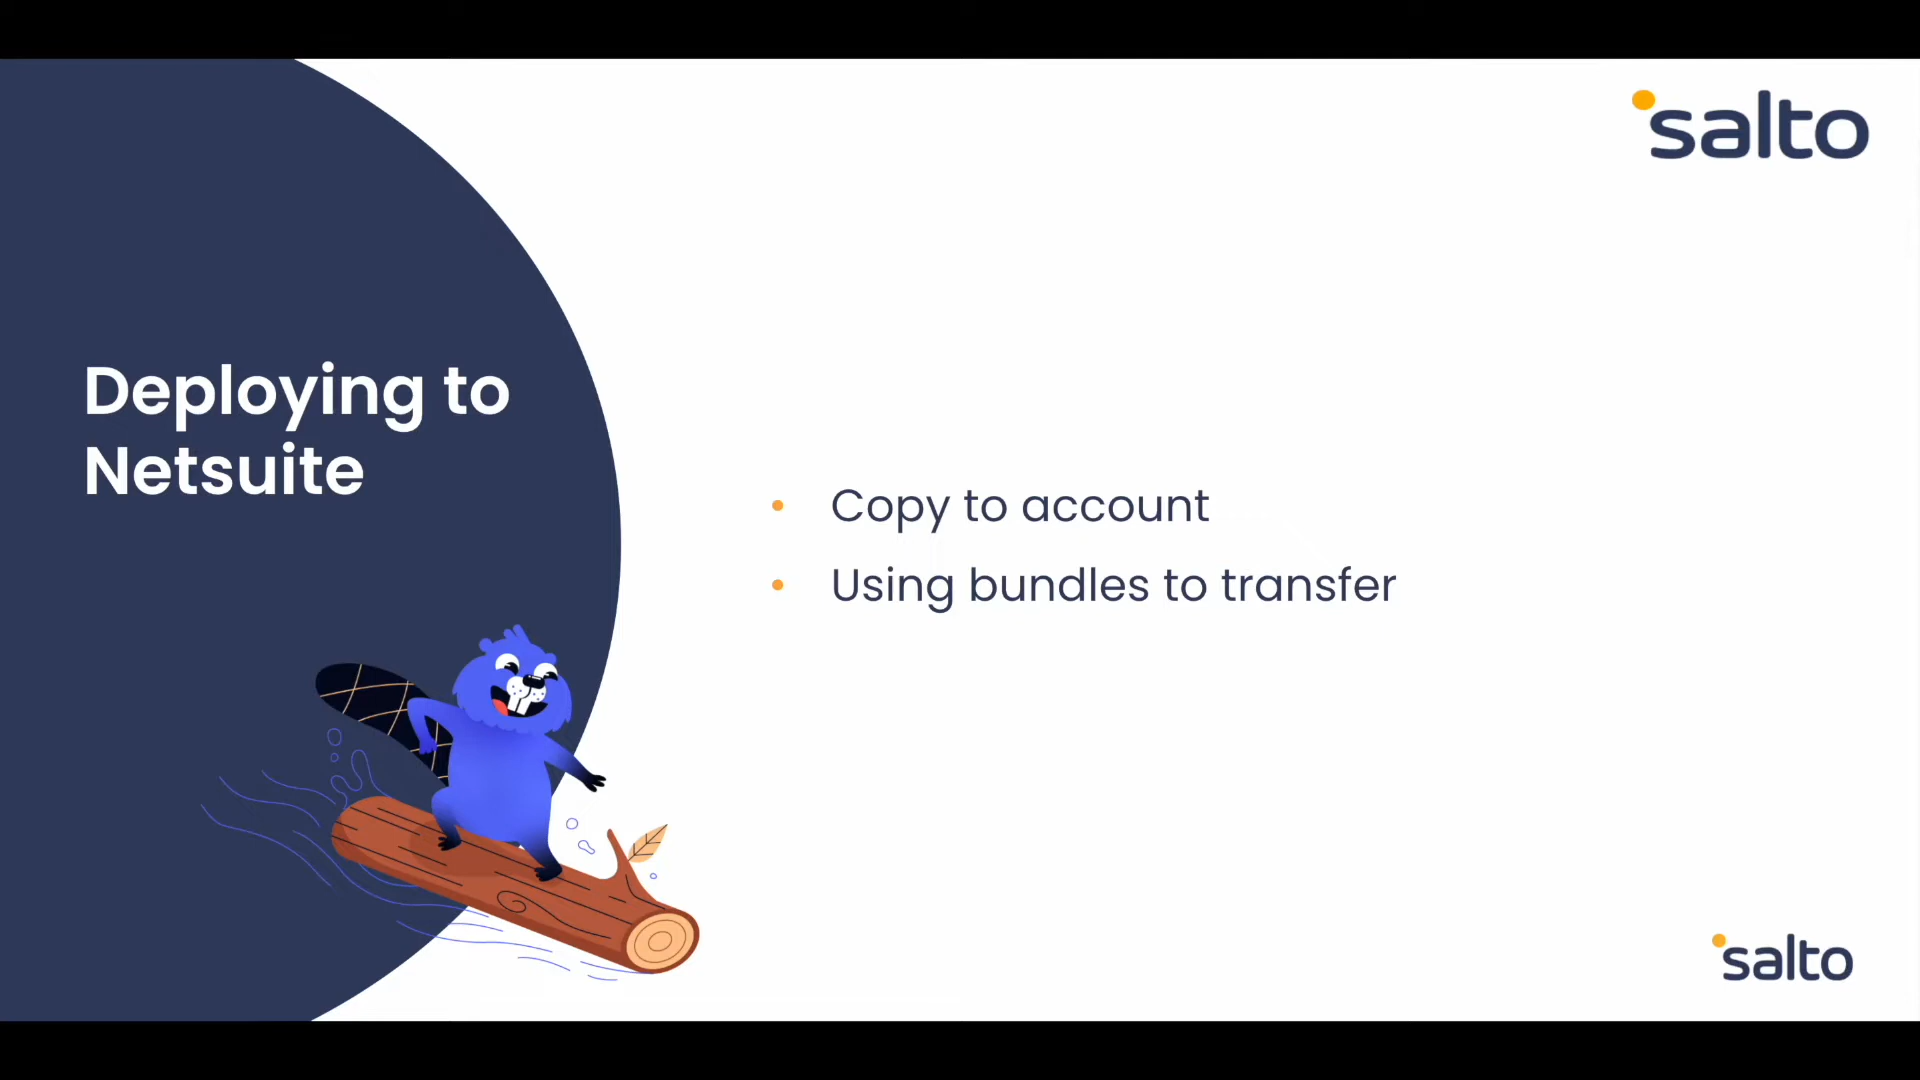 salto
Deploying to
Netsuite
Copy to account
Using bundles to transfer
salto